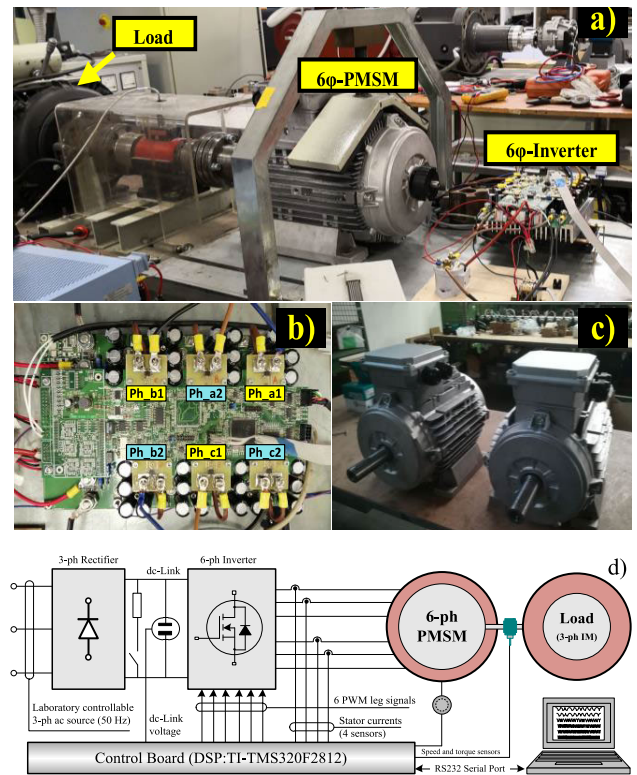 a)
Load
6φ-PMSM
6φ-Inverter
b)
Ph_b1
Ph_a2
Ph_a1
Ph_b2
Ph_c1
Ph_c2
c)
d)
3-ph Rectifier
dc-Link
6-ph Inverter
6-ph
PMSM
Load
(3-ph IM)
Laboratory controllable
3-ph ac source (50 Hz)
dc-Link
voltage
6 PWM leg signals
Stator currents
(4 sensors)
Control Board (DSP:TI-TMS320F2812)
Speed and torque sensors
RS232 Serial Port